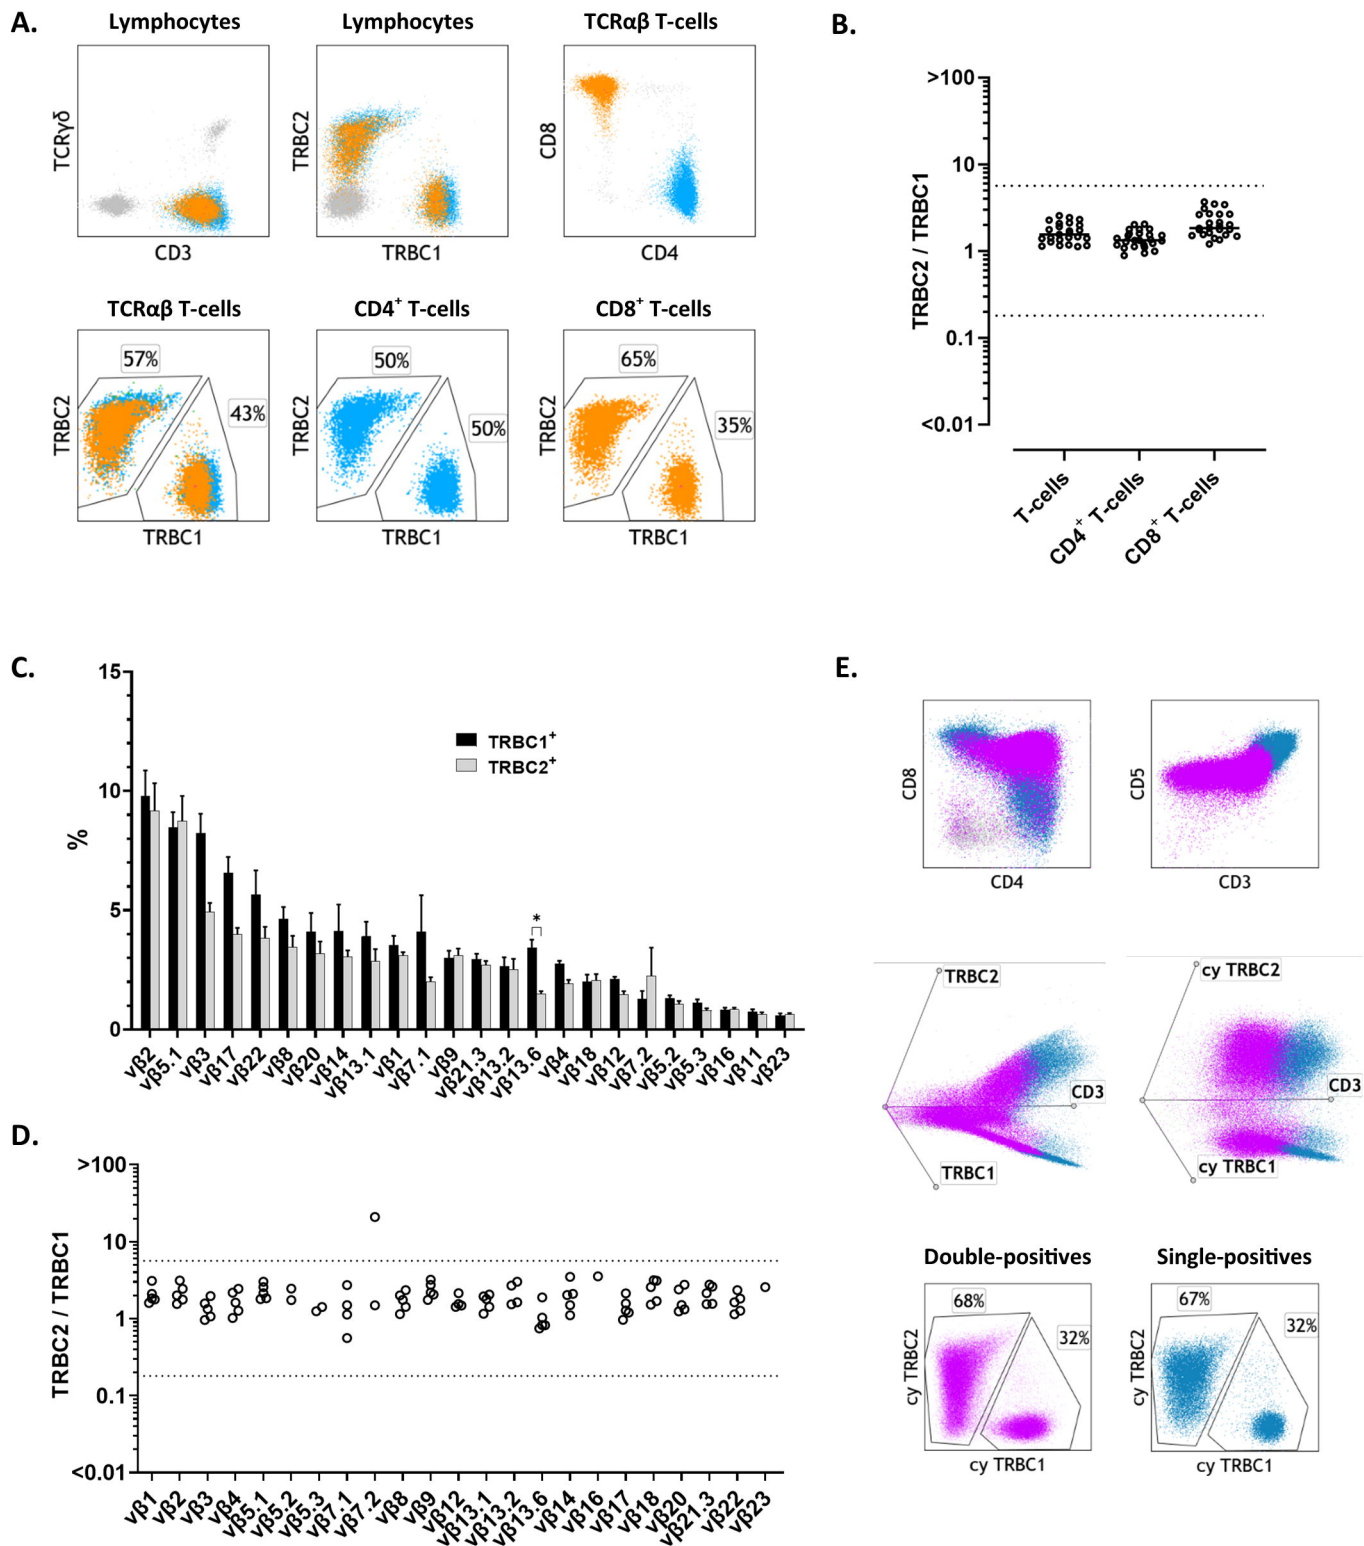 A.
Lymphocytes
Lymphocytes
TCRαβ T-cells
TCRγδ
CD3
TRBC2
TRBC1
CD8
CD4
TCRαβ T-cells
CD4⁺ T-cells
CD8⁺ T-cells
57%
43%
TRBC2
TRBC1
50%
50%
TRBC2
TRBC1
65%
35%
TRBC2
TRBC1
B.
TRBC2 / TRBC1
>100
10
1
0.1
<0.01
T-cells
CD4⁺ T-cells
CD8⁺ T-cells
C.
%
15
10
5
0
TRBC1⁺
TRBC2⁺
*
vβ2
vβ5.1
vβ3
vβ17
vβ22
vβ8
vβ20
vβ14
vβ13.1
vβ1
vβ7.1
vβ9
vβ21.3
vβ13.2
vβ13.6
vβ4
vβ18
vβ12
vβ7.2
vβ5.2
vβ5.3
vβ16
vβ11
vβ23
D.
TRBC2 / TRBC1
>100
10
1
0.1
<0.01
vβ1
vβ2
vβ3
vβ4
vβ5.1
vβ5.2
vβ5.3
vβ7.1
vβ7.2
vβ8
vβ9
vβ12
vβ13.1
vβ13.2
vβ13.6
vβ14
vβ16
vβ17
vβ18
vβ20
vβ21.3
vβ22
vβ23
E.
CD8
CD4
CD5
CD3
TRBC2
CD3
TRBC1
cy TRBC2
CD3
cy TRBC1
Double-positives
Single-positives
68%
32%
cy TRBC2
cy TRBC1
67%
32%
cy TRBC2
cy TRBC1